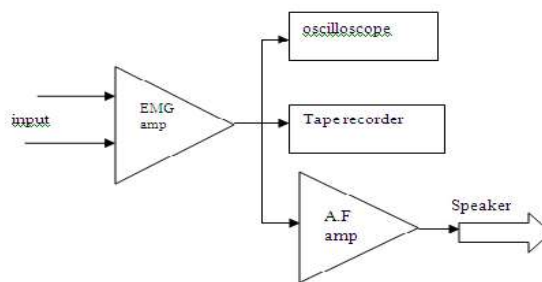 oscilloscope
EMG
amp
input
Tape recorder
Speaker
A.F
amp